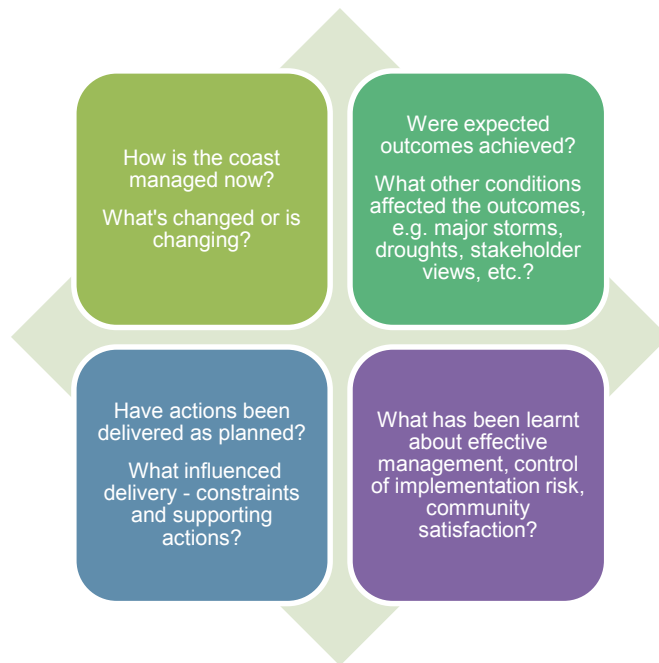 How is the coast
managed now?
What's changed or is
changing?
Were expected
outcomes achieved?
What other conditions
affected the outcomes,
e.g. major storms,
droughts, stakeholder
views, etc.?
Have actions been
delivered as planned?
What influenced
delivery - constraints
and supporting
actions?
What has been learnt
about effective
management, control
of implementation risk,
community
satisfaction?